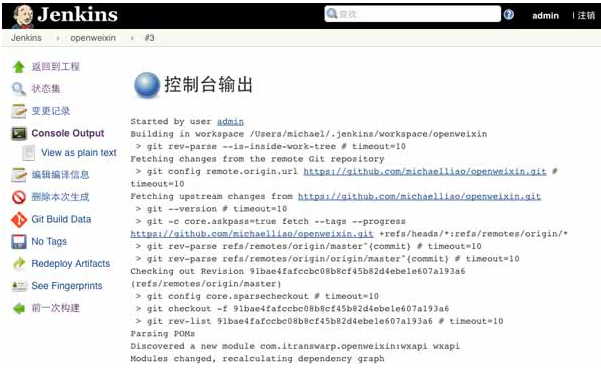 Jenkins
查找
admin
注销
Jenkins
openweixin
#3
返回到工程
状态集
变更记录
Console Output
View as plain text
编辑编译信息
删除本次生成
Git Build Data
No Tags
Redeploy Artifacts
See Fingerprints
前一次构建
控制台输出
Started by user admin
Building in workspace /Users/michael/.jenkins/workspace/openweixin
> git rev-parse --is-inside-work-tree # timeout=10
Fetching changes from the remote Git repository
> git config remote.origin.url https://github.com/michaelliao/openweixin.git #
timeout=10
Fetching upstream changes from https://github.com/michaelliao/openweixin.git
> git --version # timeout=10
> git -c core.askpass=true fetch --tags --progress
https://github.com/michaelliao/openweixin.git +refs/heads/*:refs/remotes/origin/*
> git rev-parse refs/remotes/origin/master^{commit} # timeout=10
> git rev-parse refs/remotes/origin/origin/master^{commit} # timeout=10
Checking out Revision 91bae4fafccbc08b8cf45b82d4ebe1e607a193a6
(refs/remotes/origin/master)
> git config core.sparsecheckout # timeout=10
> git checkout -f 91bae4fafccbc08b8cf45b82d4ebe1e607a193a6
> git rev-list 91bae4fafccbc08b8cf45b82d4ebe1e607a193a6 # timeout=10
Parsing POMs
Discovered a new module com.itranswarp.openweixin:wxapi wxapi
Modules changed, recalculating dependency graph